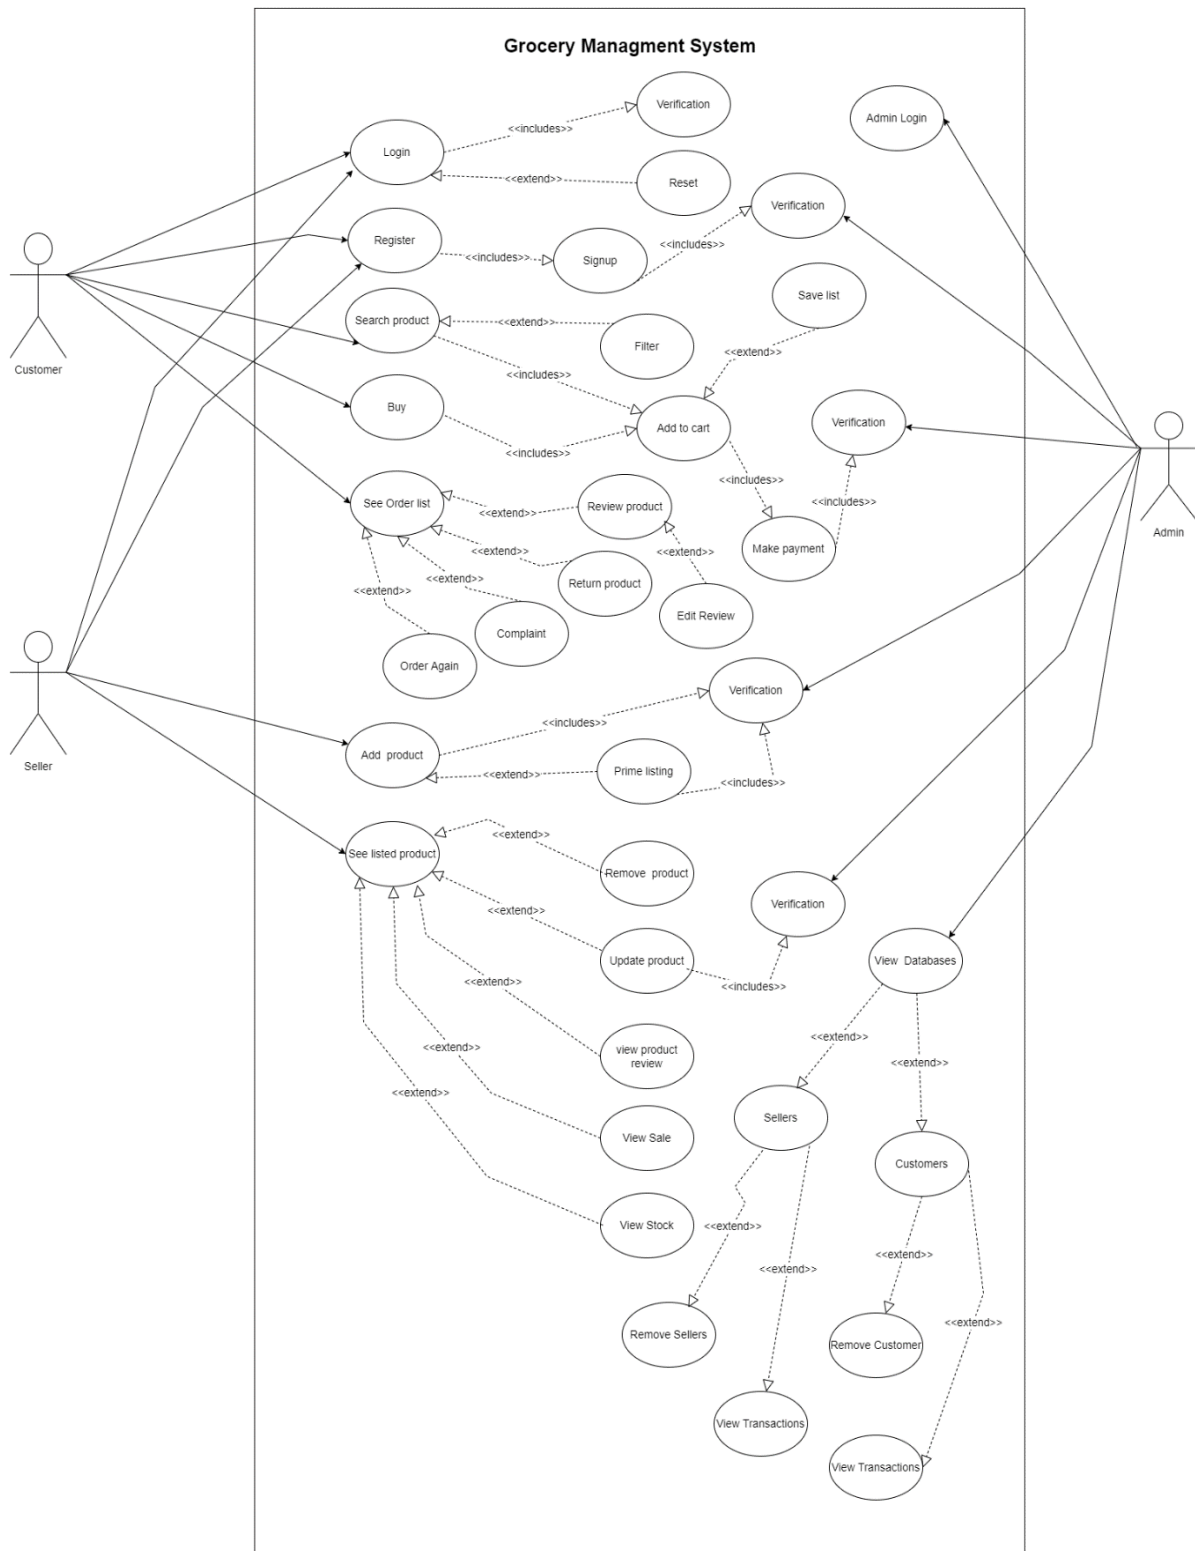 Grocery Managment System
Verification
Admin Login
<<includes>>
Login
<<extend>>
Reset
Verification
Register
<<includes>>
Signup
<<includes>>
Save list
Search product
<<extend>>
Filter
<<extend>>
Customer
<<includes>>
Buy
Add to cart
Verification
<<includes>>
<<includes>>
See Order list
Review product
<<extend>>
<<includes>>
Admin
Make payment
<<extend>>
<<extend>>
<<extend>>
<<extend>>
Return product
Edit Review
Complaint
Order Again
Verification
<<includes>>
Seller
Add  product
<<extend>>
Prime listing
<<includes>>
<<extend>>
See listed product
Remove  product
Verification
<<extend>>
Update product
View  Databases
<<includes>>
<<extend>>
<<extend>>
<<extend>>
<<extend>>
view product
review
<<extend>>
Sellers
View Sale
Customers
View Stock
<<extend>>
<<extend>>
<<extend>>
<<extend>>
Remove Sellers
Remove Customer
View Transactions
View Transactions